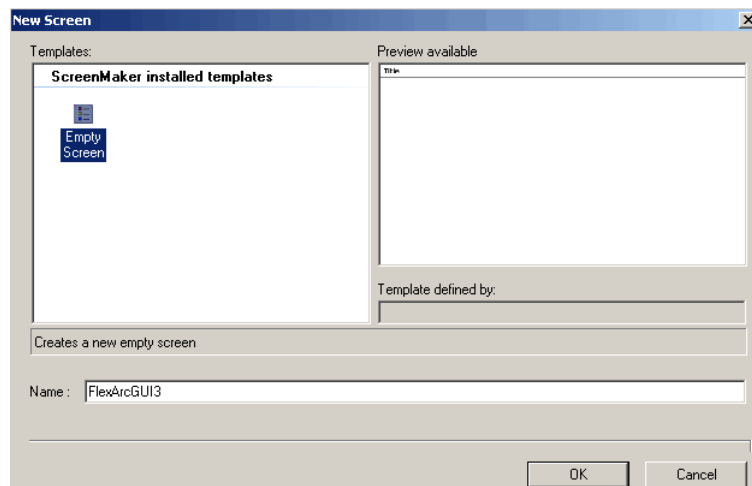 New Screen
Templates:
Preview available
ScreenMaker installed templates
Title
Empty
Screen
Template defined by:
Creates a new empty screen
Name :
FlexArcGUI3
OK
Cancel